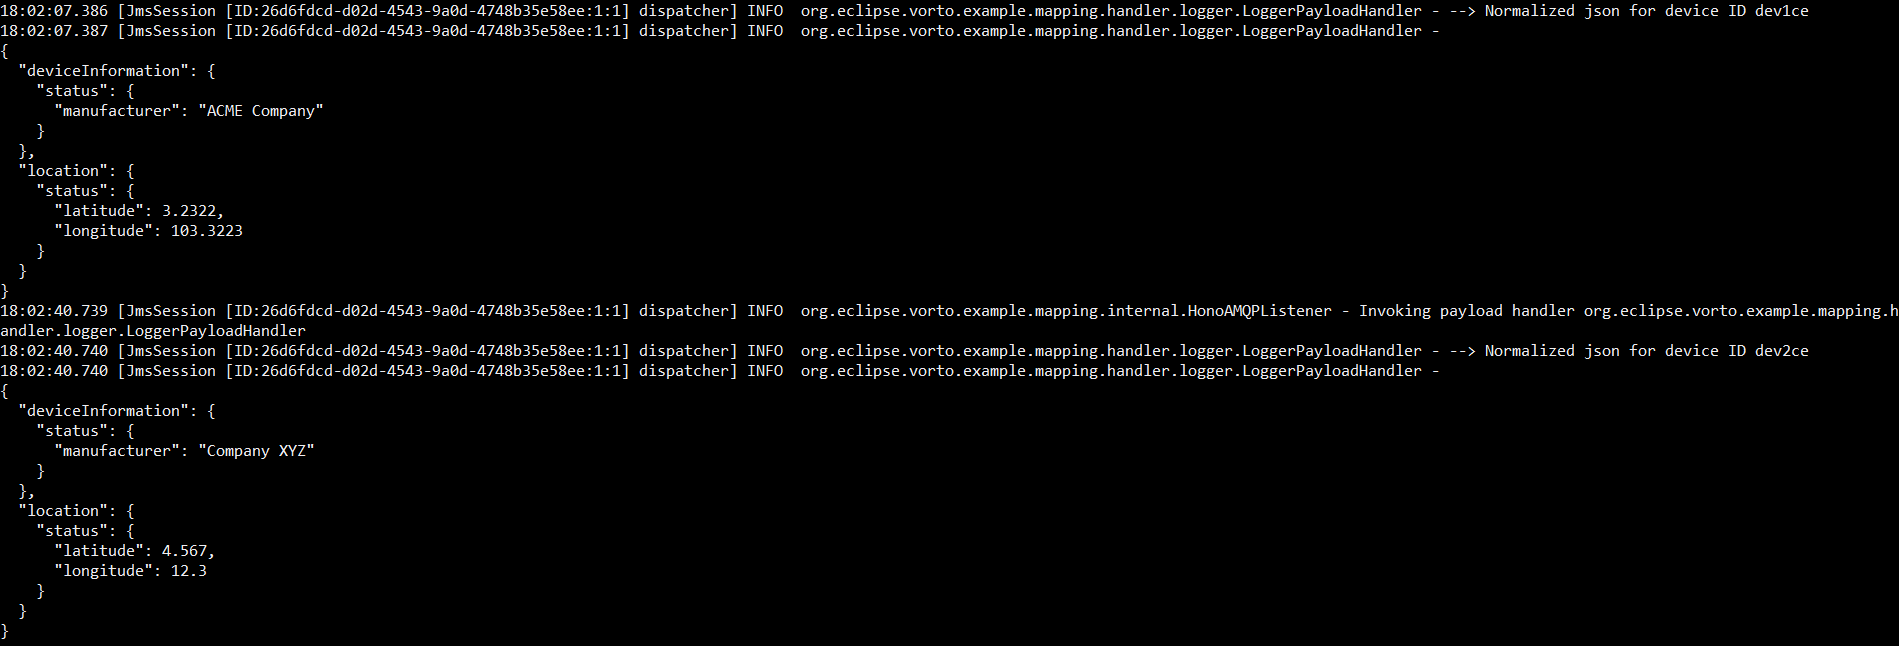 18:02:07.386 [JmsSession [ID:26d6fdcd-d02d-4543-9a0d-4748b35e58ee:1:1] dispatcher] INFO  org.eclipse.vorto.example.mapping.handler.logger.LoggerPayloadHandler - --> Normalized json for device ID dev1ce
18:02:07.387 [JmsSession [ID:26d6fdcd-d02d-4543-9a0d-4748b35e58ee:1:1] dispatcher] INFO  org.eclipse.vorto.example.mapping.handler.logger.LoggerPayloadHandler -
{
  "deviceInformation": {
    "status": {
      "manufacturer": "ACME Company"
    }
  },
  "location": {
    "status": {
      "latitude": 3.2322,
      "longitude": 103.3223
    }
  }
}
18:02:40.739 [JmsSession [ID:26d6fdcd-d02d-4543-9a0d-4748b35e58ee:1:1] dispatcher] INFO  org.eclipse.vorto.example.mapping.internal.HonoAMQPListener - Invoking payload handler org.eclipse.vorto.example.mapping.h
andler.logger.LoggerPayloadHandler
18:02:40.740 [JmsSession [ID:26d6fdcd-d02d-4543-9a0d-4748b35e58ee:1:1] dispatcher] INFO  org.eclipse.vorto.example.mapping.handler.logger.LoggerPayloadHandler - --> Normalized json for device ID dev2ce
18:02:40.740 [JmsSession [ID:26d6fdcd-d02d-4543-9a0d-4748b35e58ee:1:1] dispatcher] INFO  org.eclipse.vorto.example.mapping.handler.logger.LoggerPayloadHandler -
{
  "deviceInformation": {
    "status": {
      "manufacturer": "Company XYZ"
    }
  },
  "location": {
    "status": {
      "latitude": 4.567,
      "longitude": 12.3
    }
  }
}